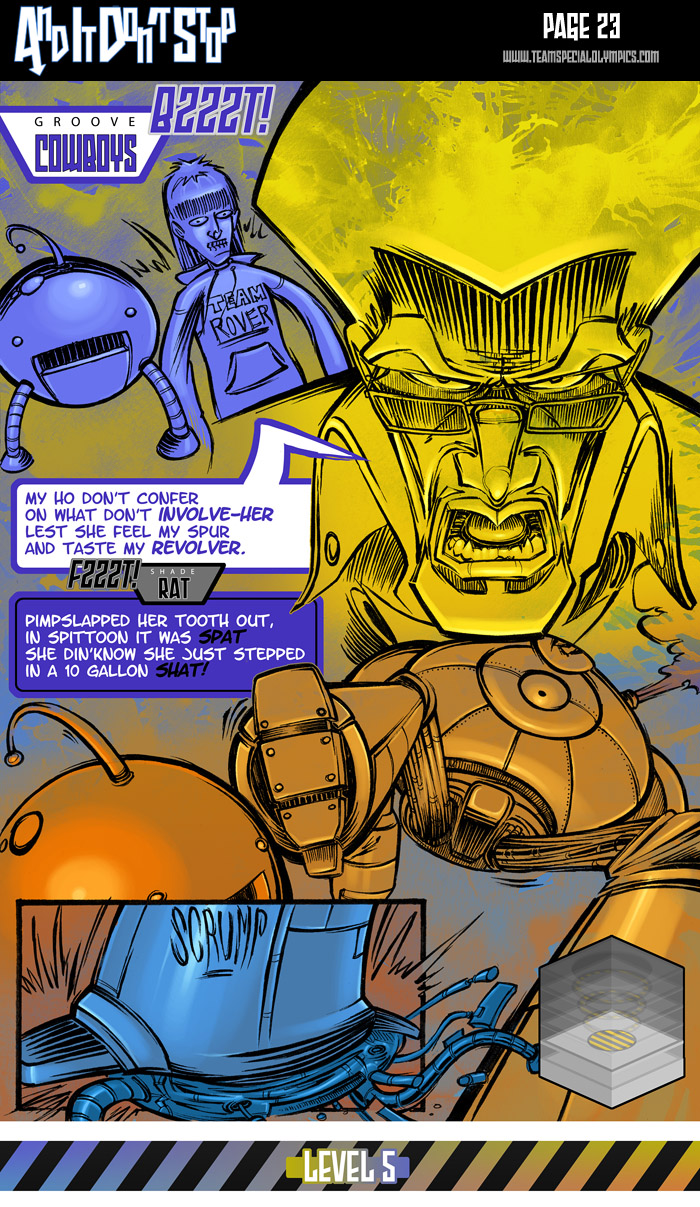 AND IT DON'T STOP
PAGE 23
WWW.TEAMSPECIALOLYMPICS.COM
GROOVE
COWBOYS
BZZZT!
TEAM
ROVER
MY HO DON'T CONFER
ON WHAT DON'T INVOLVE-HER
LEST SHE FEEL MY SPUR
AND TASTE MY REVOLVER.
FZZZT!
SHADE
RAT
PIMPSLAPPED HER TOOTH OUT,
IN SPITTOON IT WAS SPAT
SHE DIN'KNOW SHE JUST STEPPED
IN A 10 GALLON SHAT!
SCRUMP
LEVEL 5